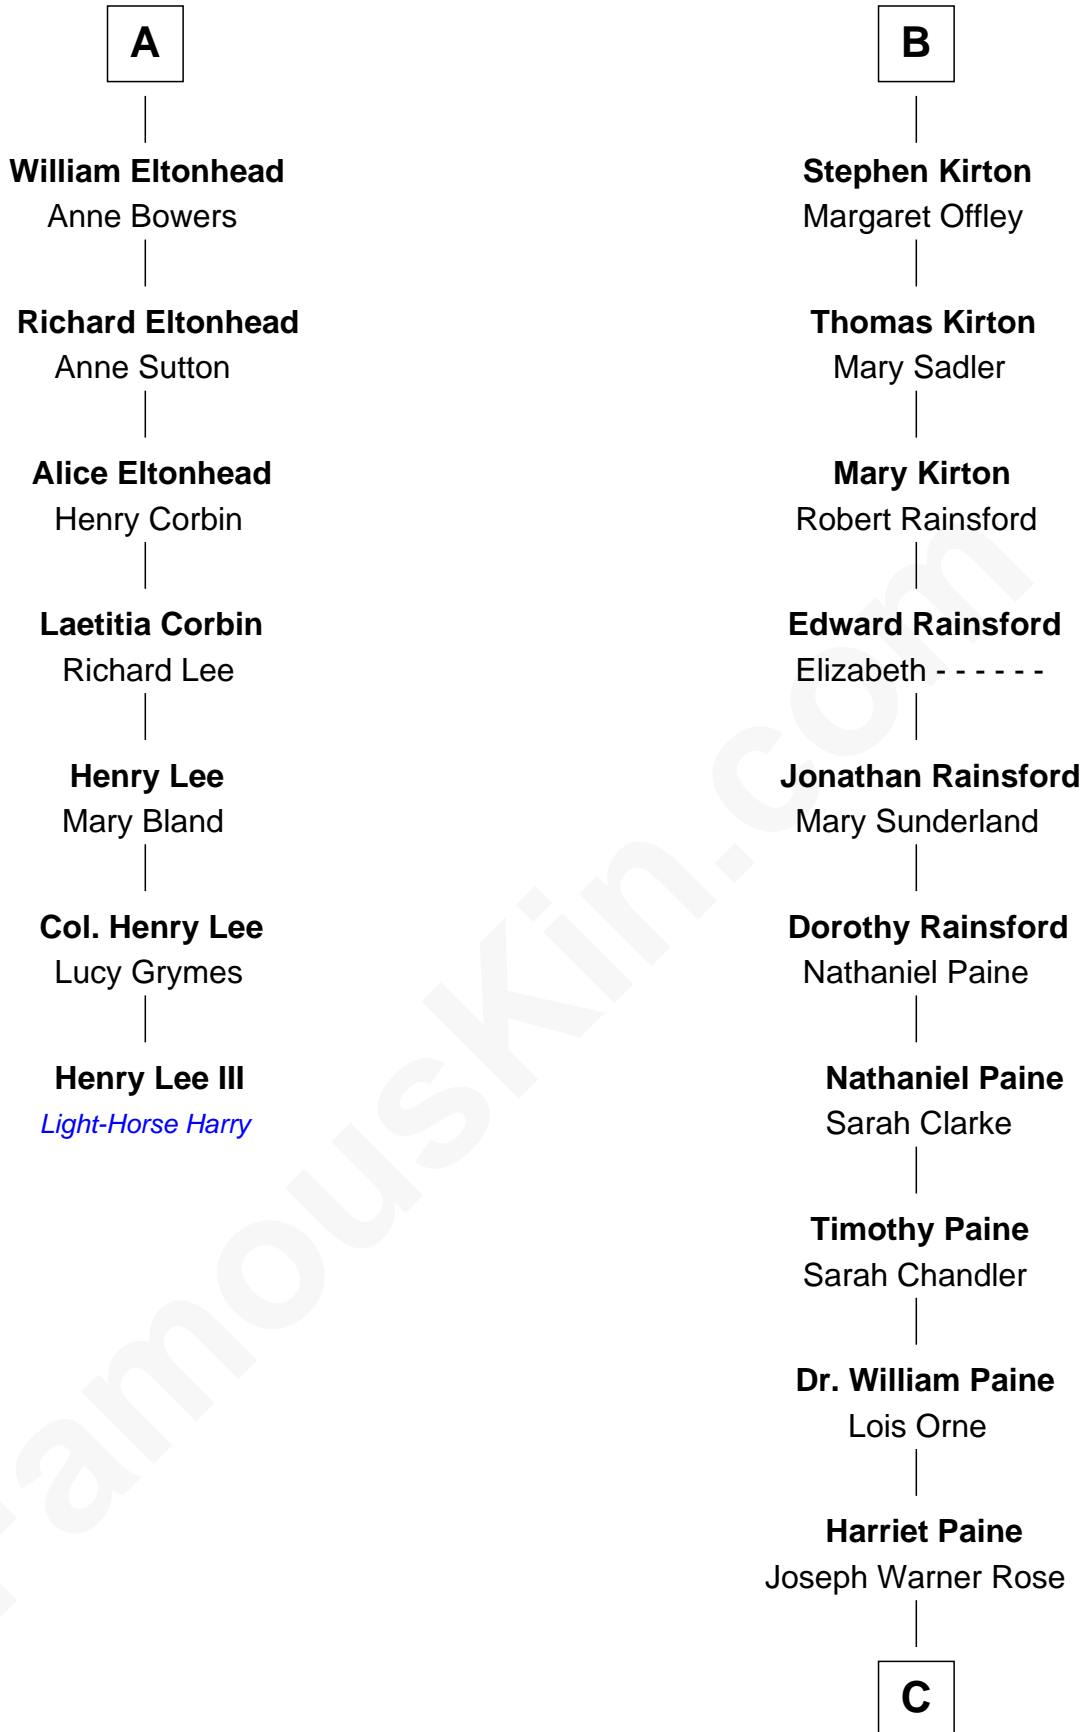 A
William Eltonhead
Anne Bowers
Richard Eltonhead
Anne Sutton
Alice Eltonhead
Henry Corbin
Laetitia Corbin
Richard Lee
Henry Lee
Mary Bland
Col. Henry Lee
Lucy Grymes
Henry Lee III
Light-Horse Harry
B
Stephen Kirton
Margaret Offley
Thomas Kirton
Mary Sadler
Mary Kirton
Robert Rainsford
Edward Rainsford
Elizabeth - - - - - -
Jonathan Rainsford
Mary Sunderland
Dorothy Rainsford
Nathaniel Paine
Nathaniel Paine
Sarah Clarke
Timothy Paine
Sarah Chandler
Dr. William Paine
Lois Orne
Harriet Paine
Joseph Warner Rose
C
FamousKin.com